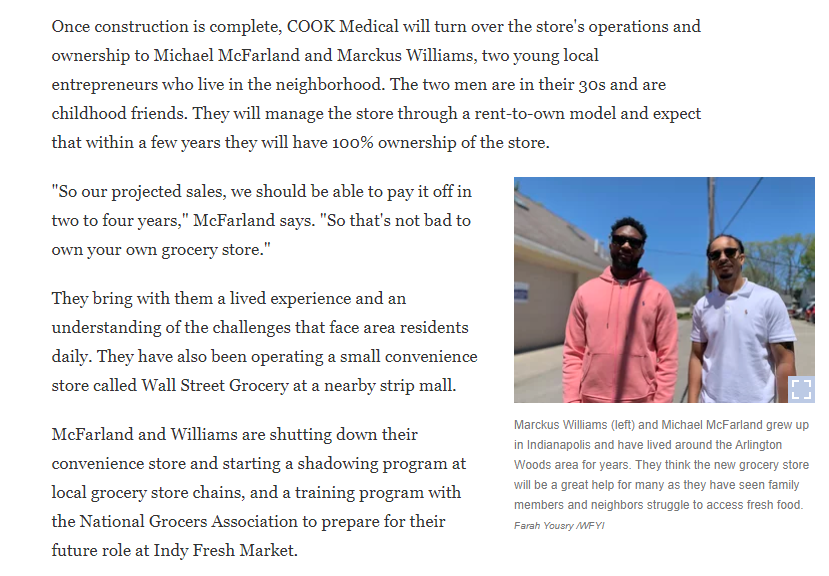 Once construction is complete, COOK Medical will turn over the store's operations and
ownership to Michael McFarland and Marckus Williams, two young local
entrepreneurs who live in the neighborhood. The two men are in their 30s and are
childhood friends. They will manage the store through a rent-to-own model and expect
that within a few years they will have 100% ownership of the store.
"So our projected sales, we should be able to pay it off in
two to four years," McFarland says. "So that's not bad to
own your own grocery store."
They bring with them a lived experience and an
understanding of the challenges that face area residents
daily. They have also been operating a small convenience
store called Wall Street Grocery at a nearby strip mall.
McFarland and Williams are shutting down their
convenience store and starting a shadowing program at
local grocery store chains, and a training program with
the National Grocers Association to prepare for their
future role at Indy Fresh Market.
Marckus Williams (left) and Michael McFarland grew up
in Indianapolis and have lived around the Arlington
Woods area for years. They think the new grocery store
will be a great help for many as they have seen family
members and neighbors struggle to access fresh food.
Farah Yousry /WFYI